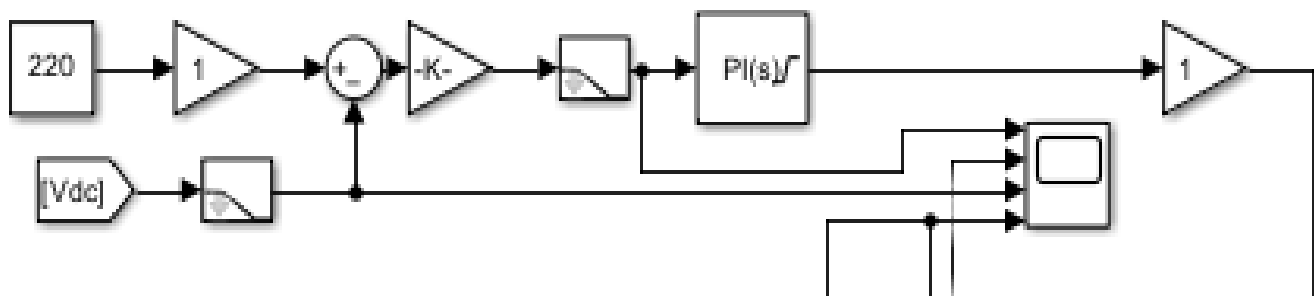 220
1
+
-
-K-
PI(s)
1
[Vdc]